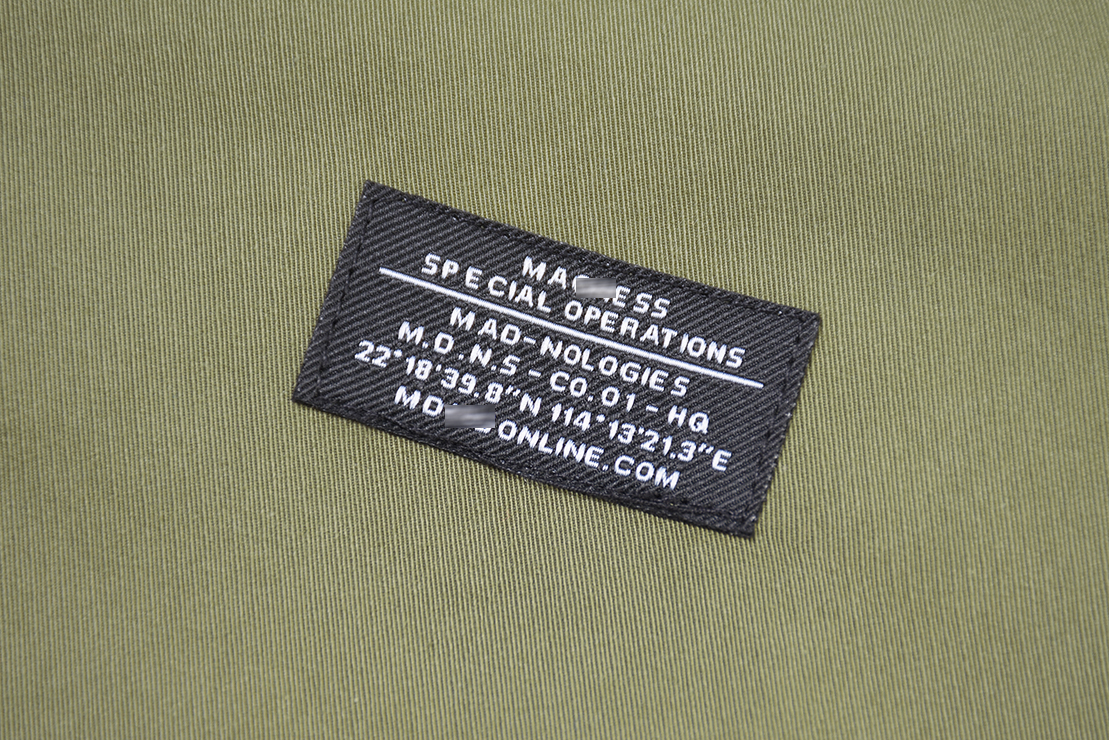 SPECIAL OPERATIONS
MAD-NOLOGIES
M.D.N.S - CO.01 - HQ
22°18'39.8"N 114°13'21.3"E